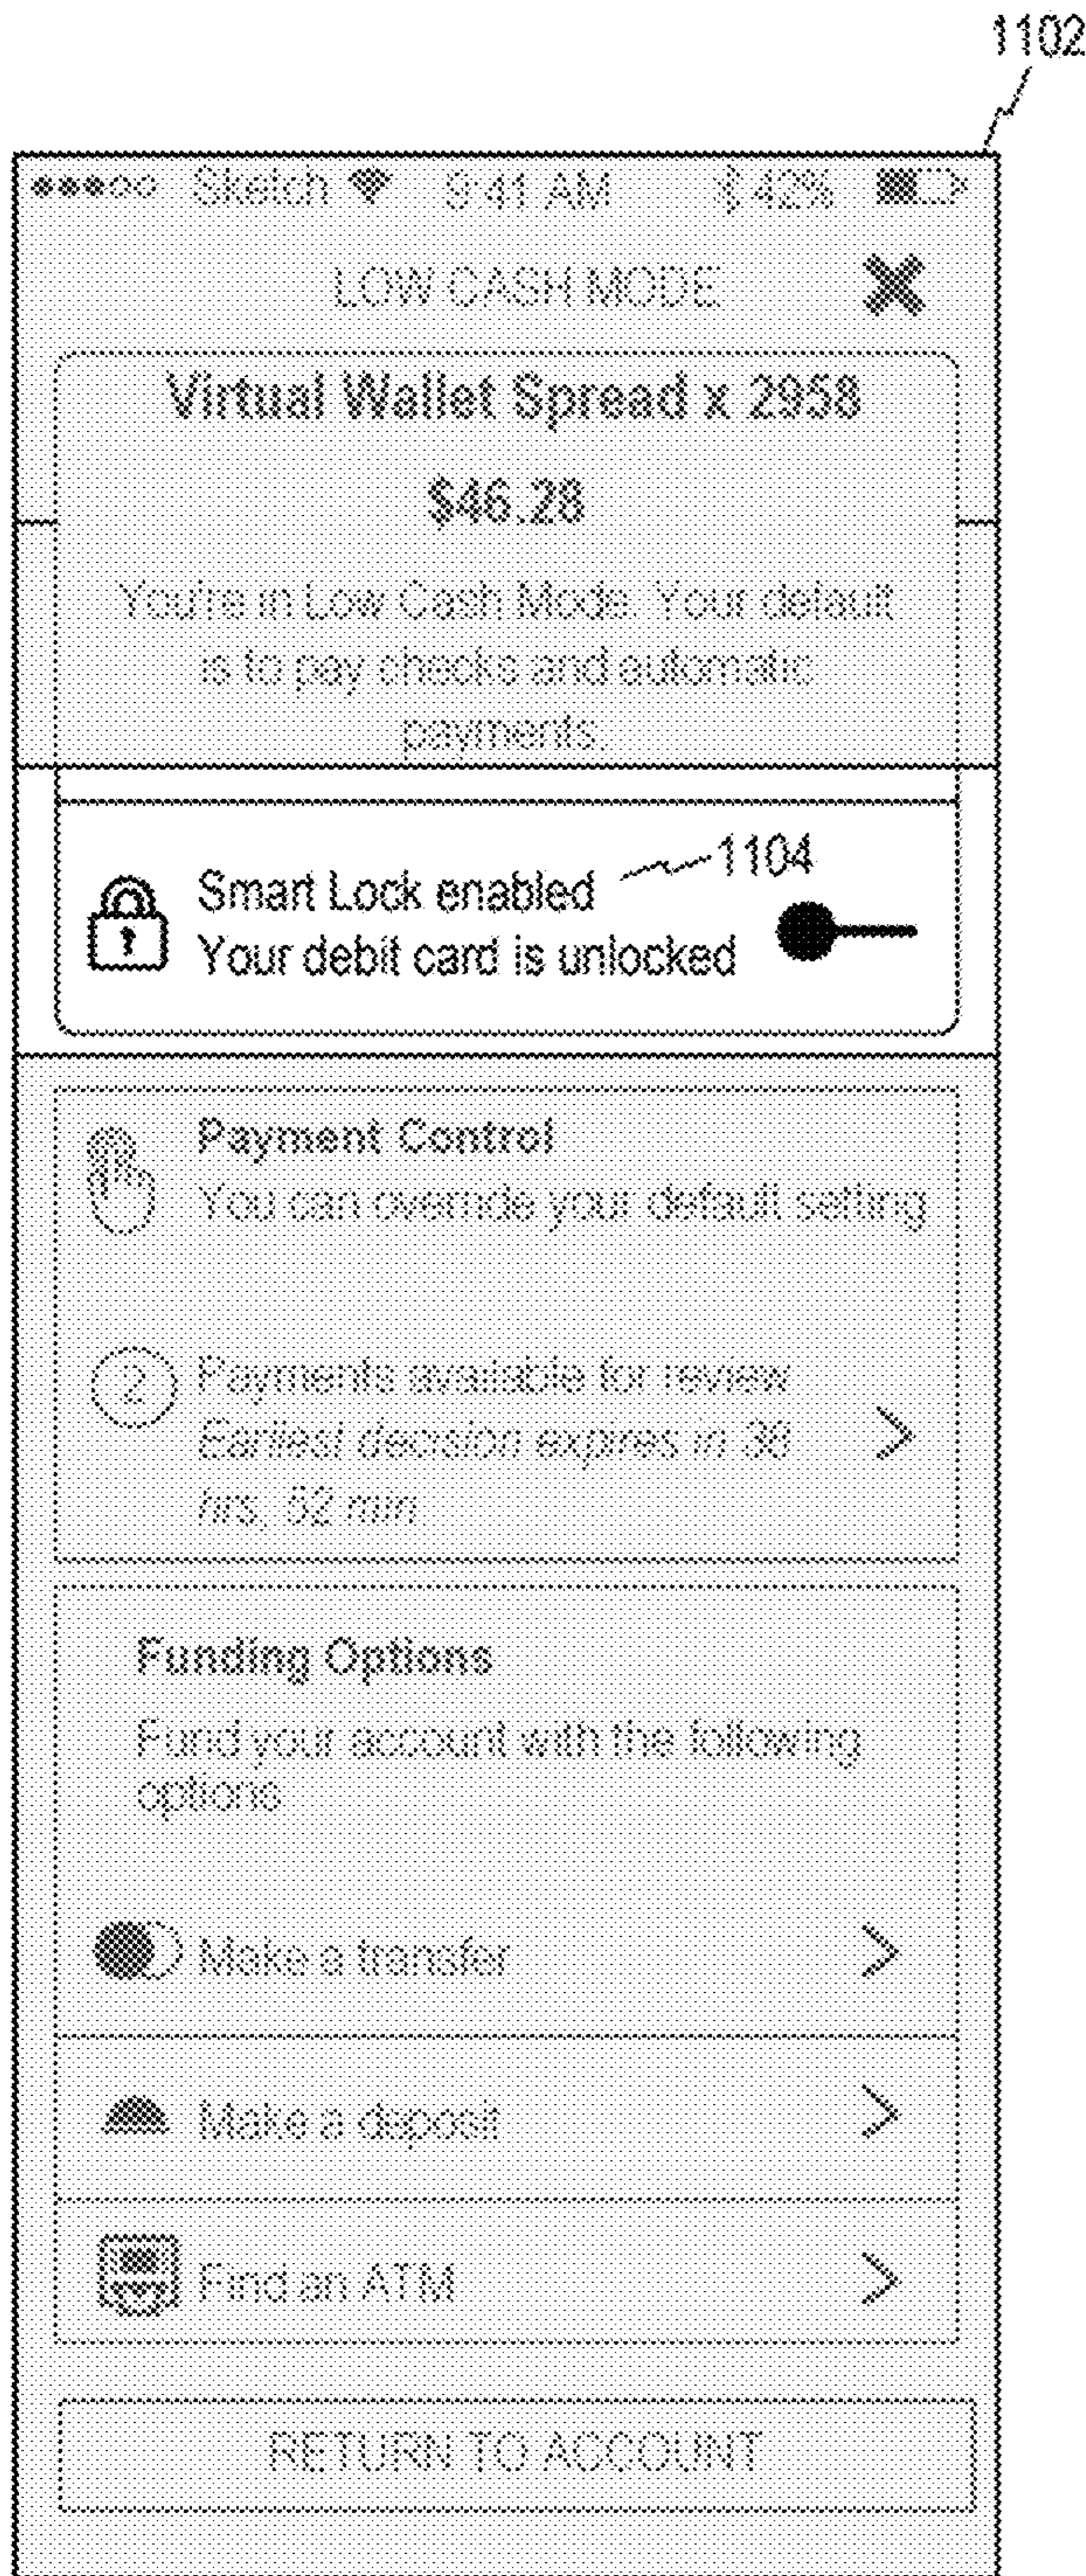 1102
Sketch 9:41 AM 42%
LOW CASH MODE
Virtual Wallet Spread x 2958
$46.28
You're in Low Cash Mode. Your default
is to pay checks and automatic
payments.
Smart Lock enabled 1104
Your debit card is unlocked
Payment Control
You can override your default setting
2 Payments available for review
Earliest decision expires in 38
hrs, 52 min
Funding Options
Fund your account with the following
options
Make a transfer
Make a deposit
Find an ATM
RETURN TO ACCOUNT